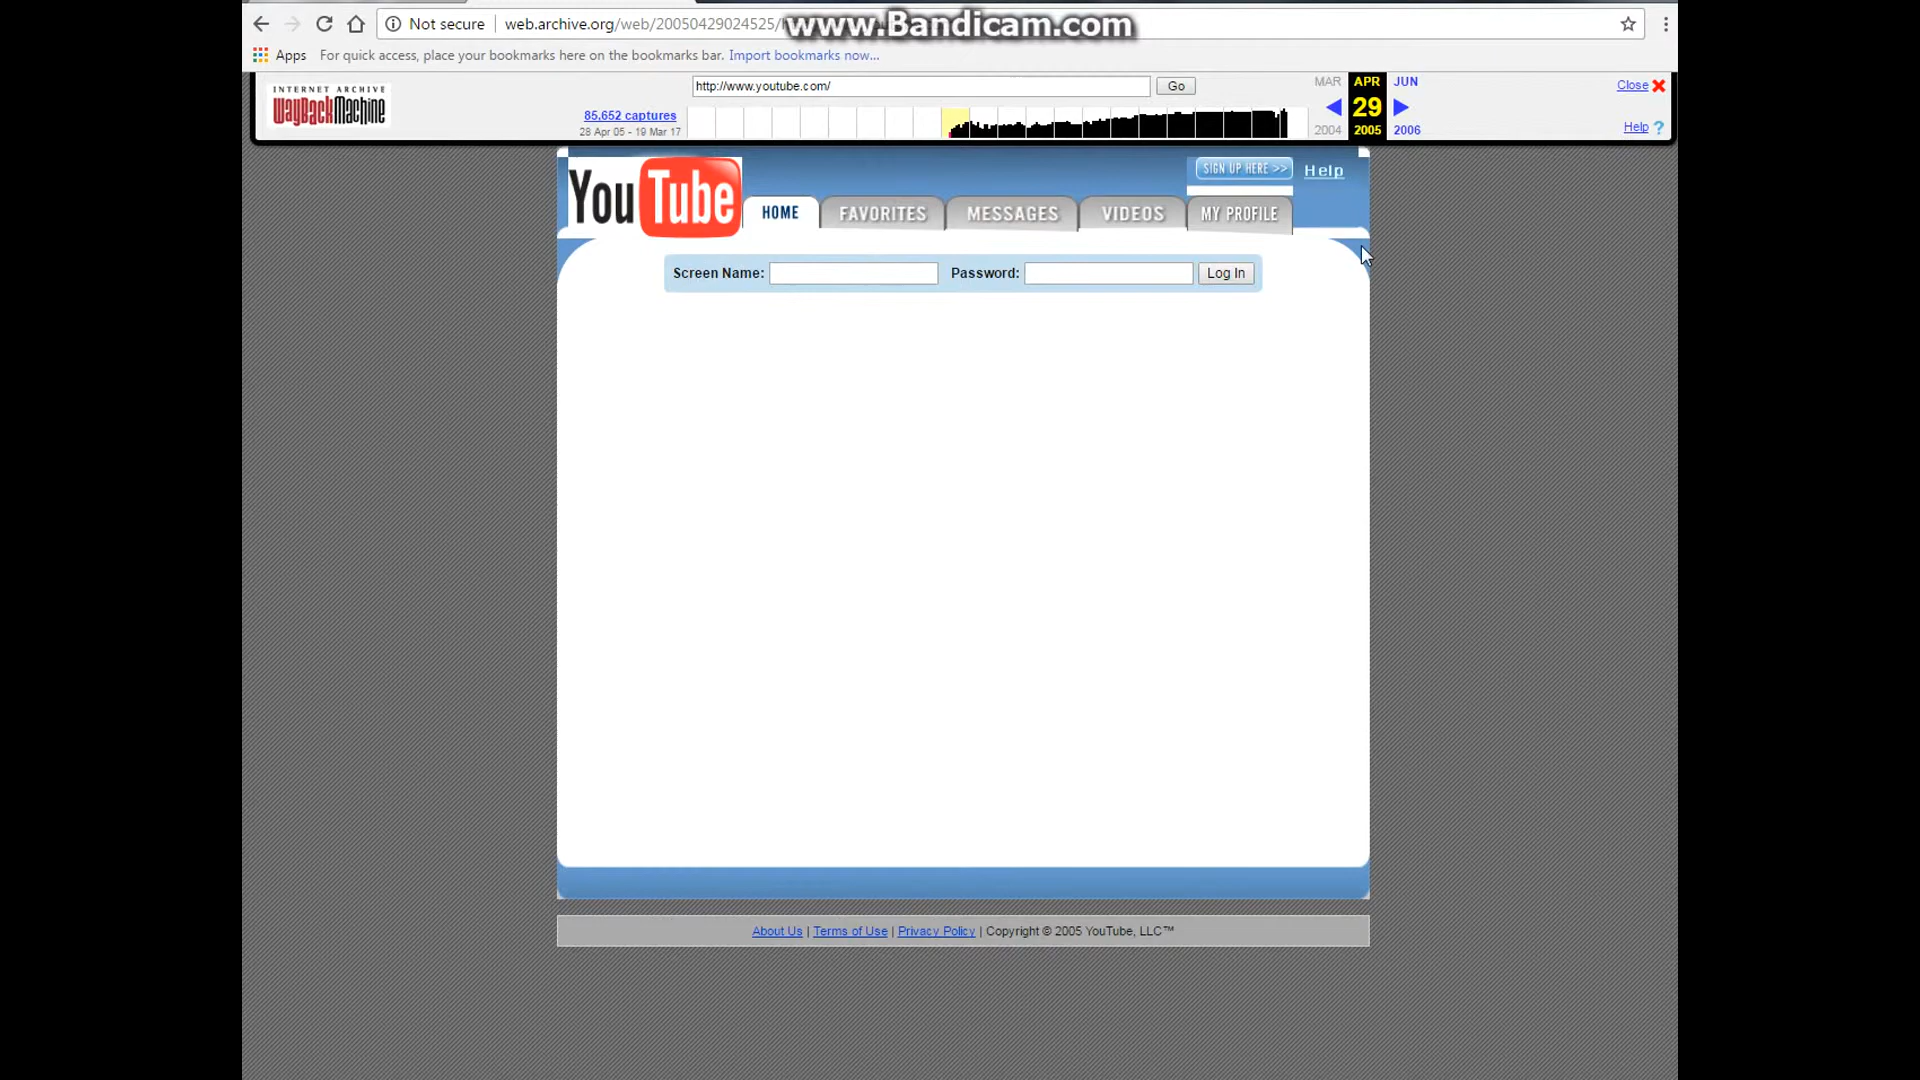 Not secure
web.archive.org/web/20050429024525/
www.Bandicam.com
Apps
For quick access, place your bookmarks here on the bookmarks bar. Import bookmarks now...
INTERNET ARCHIVE
WayBackMachine
http://www.youtube.com/
Go
85,652 captures
28 Apr 05 - 19 Mar 17
MAR APR JUN
29
2004 2005 2006
Close
Help ?
YouTube
SIGN UP HERE >>
Help
HOME FAVORITES MESSAGES VIDEOS MY PROFILE
Screen Name: Password: Log In
About Us | Terms of Use | Privacy Policy | Copyright © 2005 YouTube, LLC™